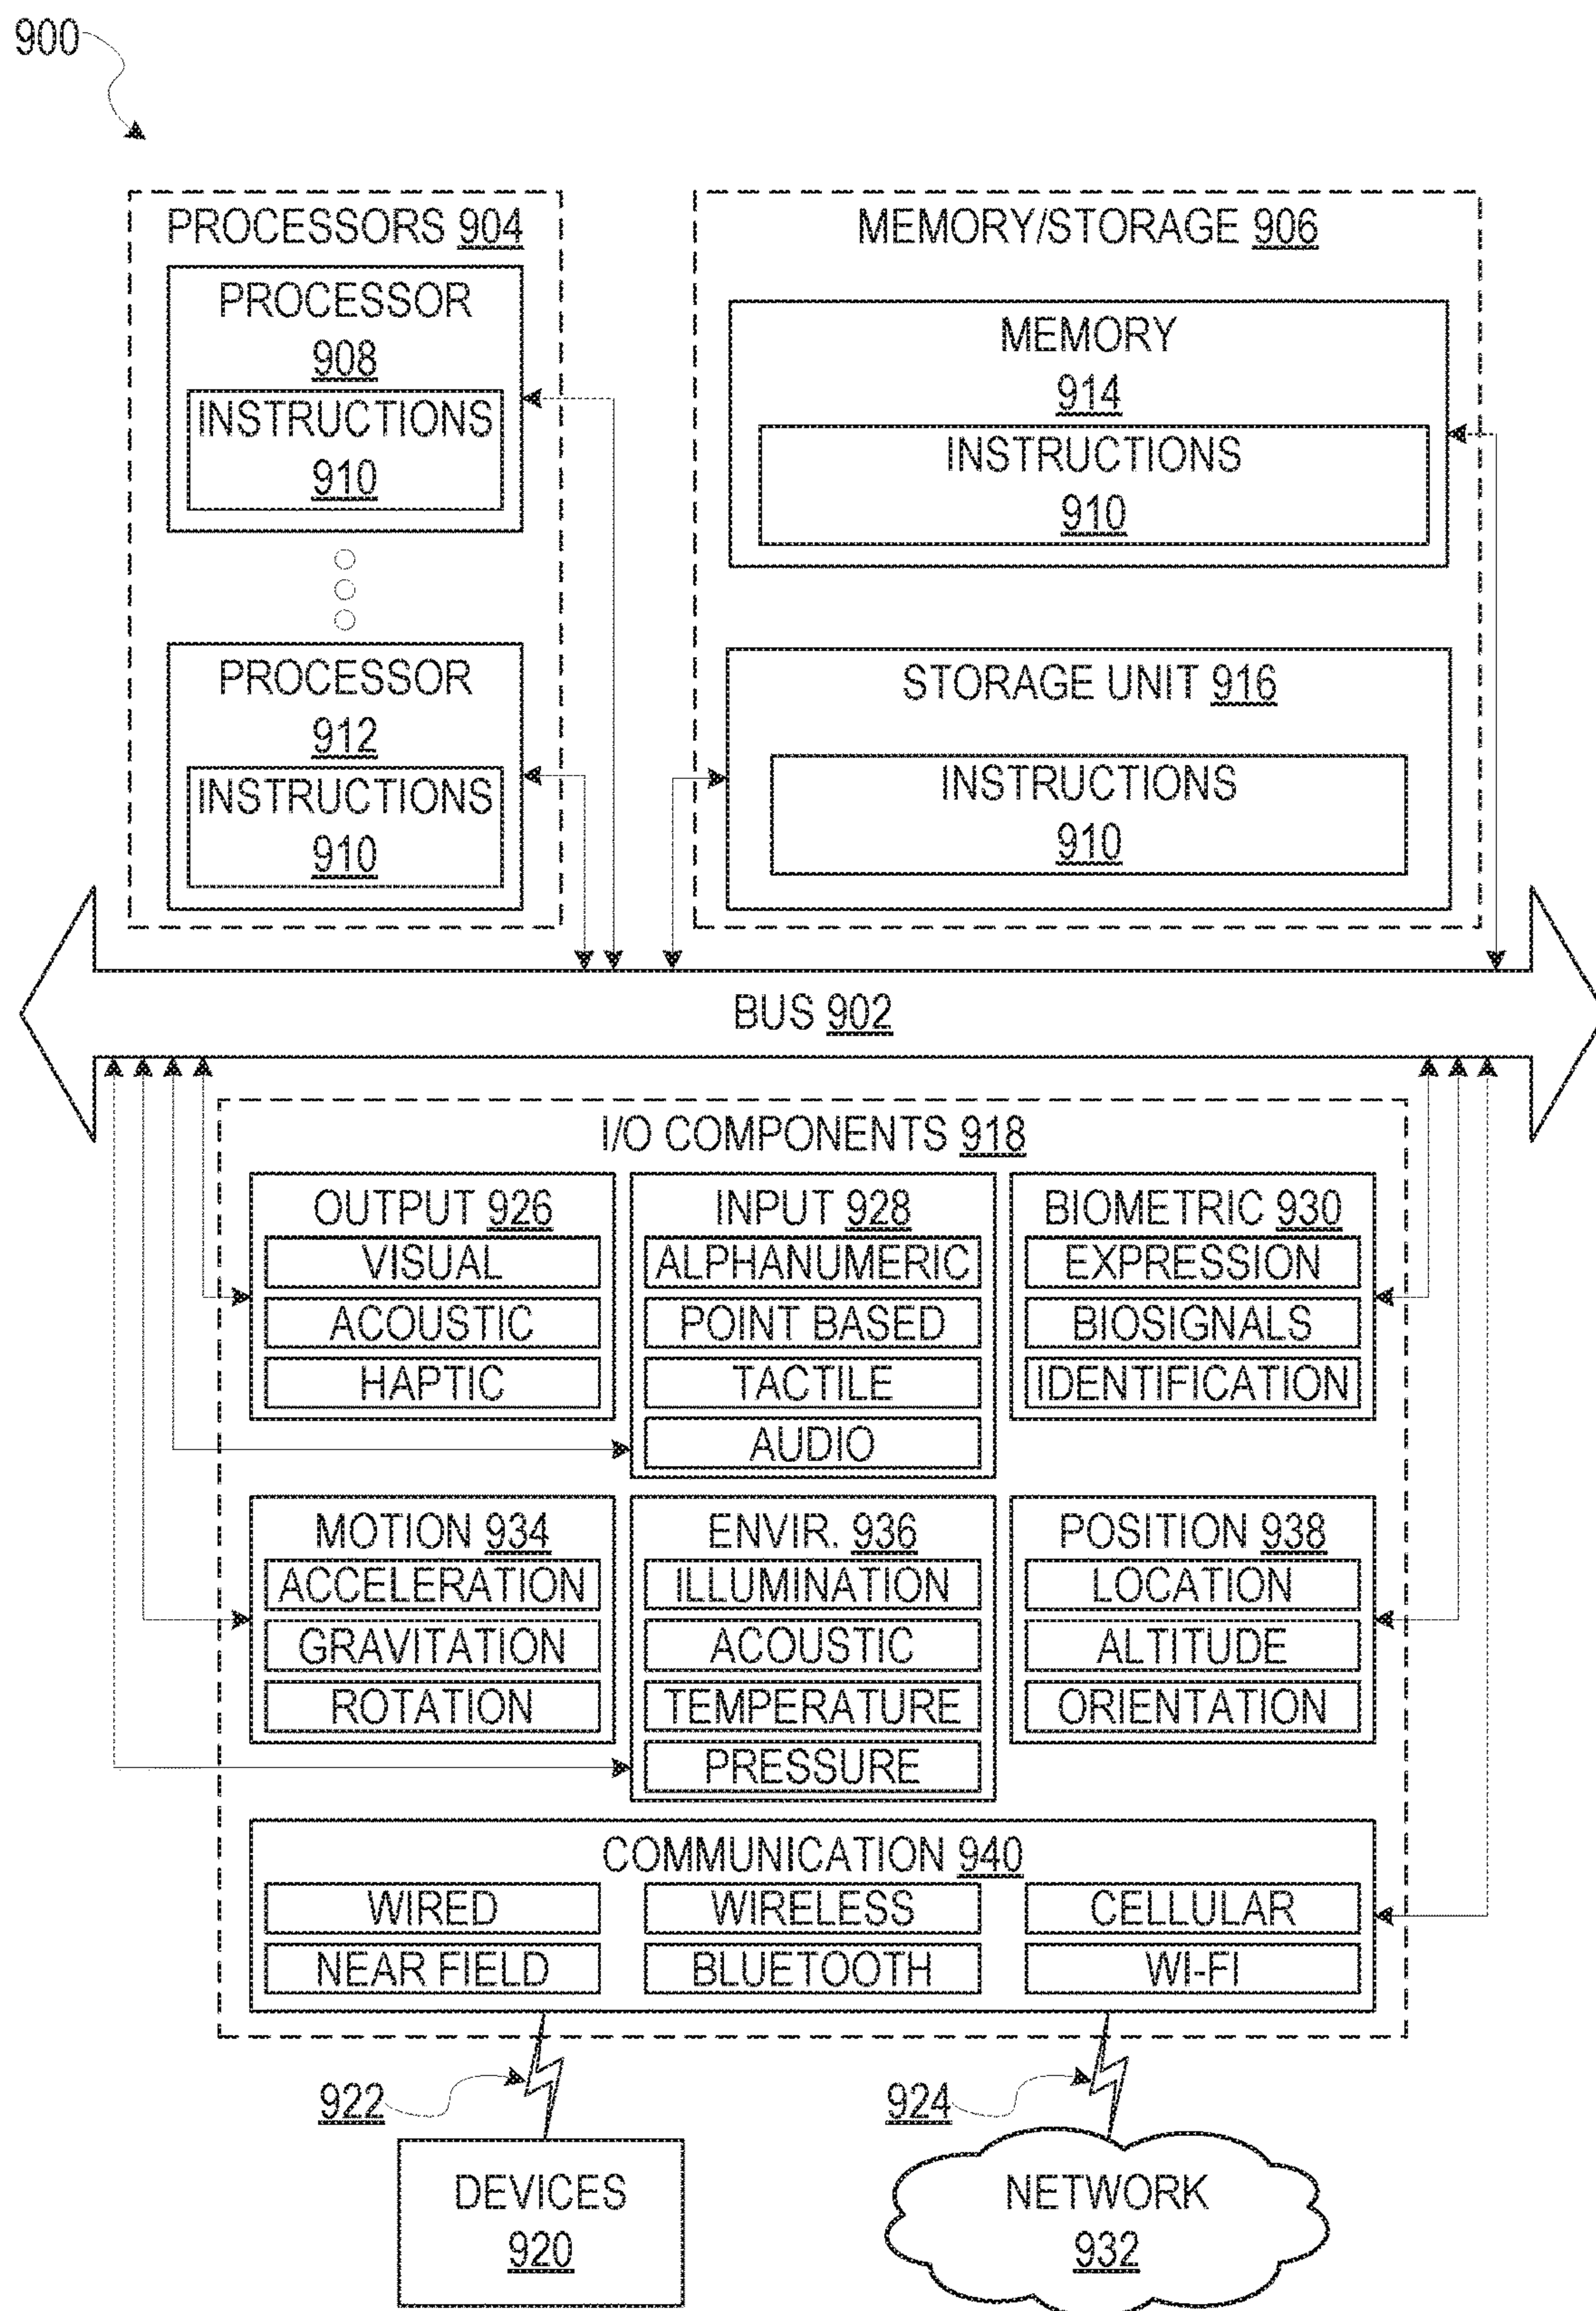 900
PROCESSORS 904
PROCESSOR
908
INSTRUCTIONS
910
PROCESSOR
912
INSTRUCTIONS
910
MEMORY/STORAGE 906
MEMORY
914
INSTRUCTIONS
910
STORAGE UNIT 916
INSTRUCTIONS
910
BUS 902
I/O COMPONENTS 918
OUTPUT 926
VISUAL
ACOUSTIC
HAPTIC
INPUT 928
ALPHANUMERIC
POINT BASED
TACTILE
AUDIO
BIOMETRIC 930
EXPRESSION
BIOSIGNALS
IDENTIFICATION
MOTION 934
ACCELERATION
GRAVITATION
ROTATION
ENVIR. 936
ILLUMINATION
ACOUSTIC
TEMPERATURE
PRESSURE
POSITION 938
LOCATION
ALTITUDE
ORIENTATION
COMMUNICATION 940
WIRED
WIRELESS
CELLULAR
NEAR FIELD
BLUETOOTH
WI-FI
922
924
DEVICES
920
NETWORK
932